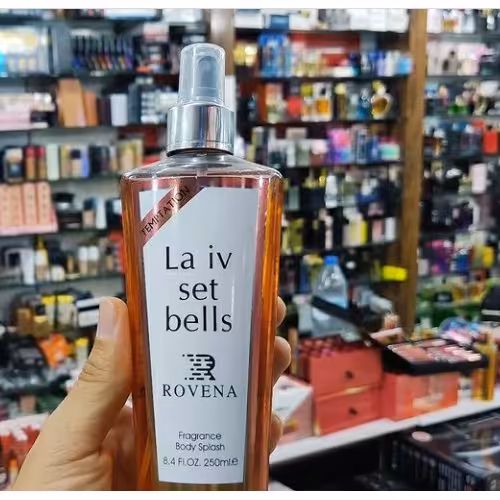 TEMPTATION
La iv
set
bells
R
ROVENA
Fragrance
Body Splash
8.4 Fl.OZ. 250ml.e